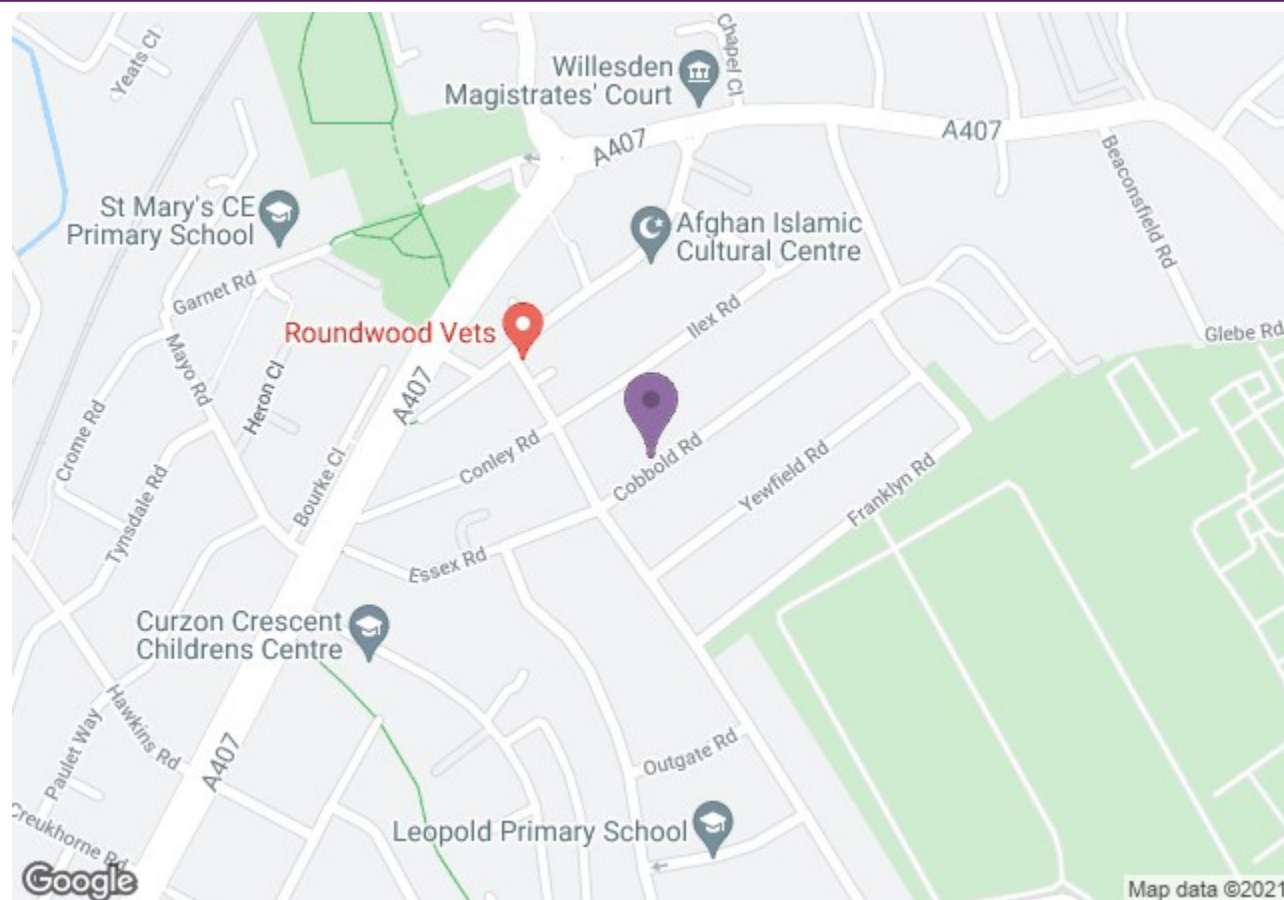 Yeats Cl
Chapel Cl
Willesden
Magistrates' Court
A407
A407
Beaconsfield Rd
St Mary's CE
Primary School
Afghan Islamic
Cultural Centre
Garnet Rd
Ilex Rd
Glebe Rd
Roundwood Vets
Mayo Rd
Heron Cl
A407
Crome Rd
Conley Rd
Cobbold Rd
Yewfield Rd
Franklyn Rd
Bourke Cl
Tynsdale Rd
Essex Rd
Curzon Crescent
Childrens Centre
Hawkins Rd
Paulet Way
A407
Outgate Rd
Leopold Primary School
Creukhorne Rd
Google
Map data ©2021